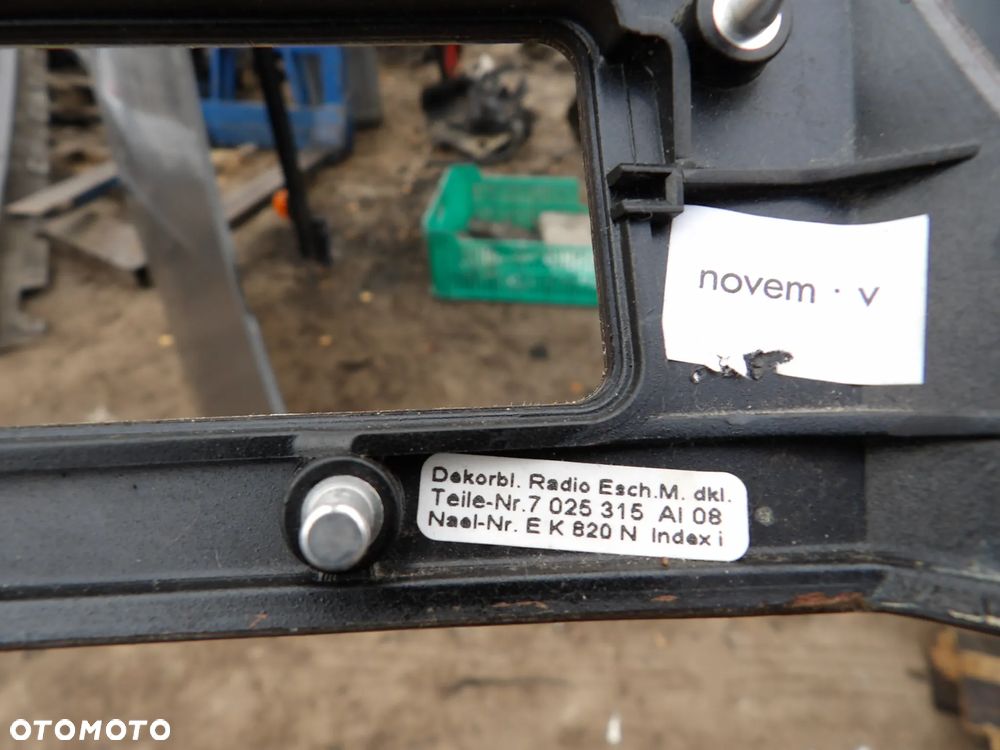 novem · v
Dekorbl. Radio Esch.M. dkl.
Teile-Nr.7 025 315 AI 08
Nael-Nr. E K 820 N Index i
OTOMOTO